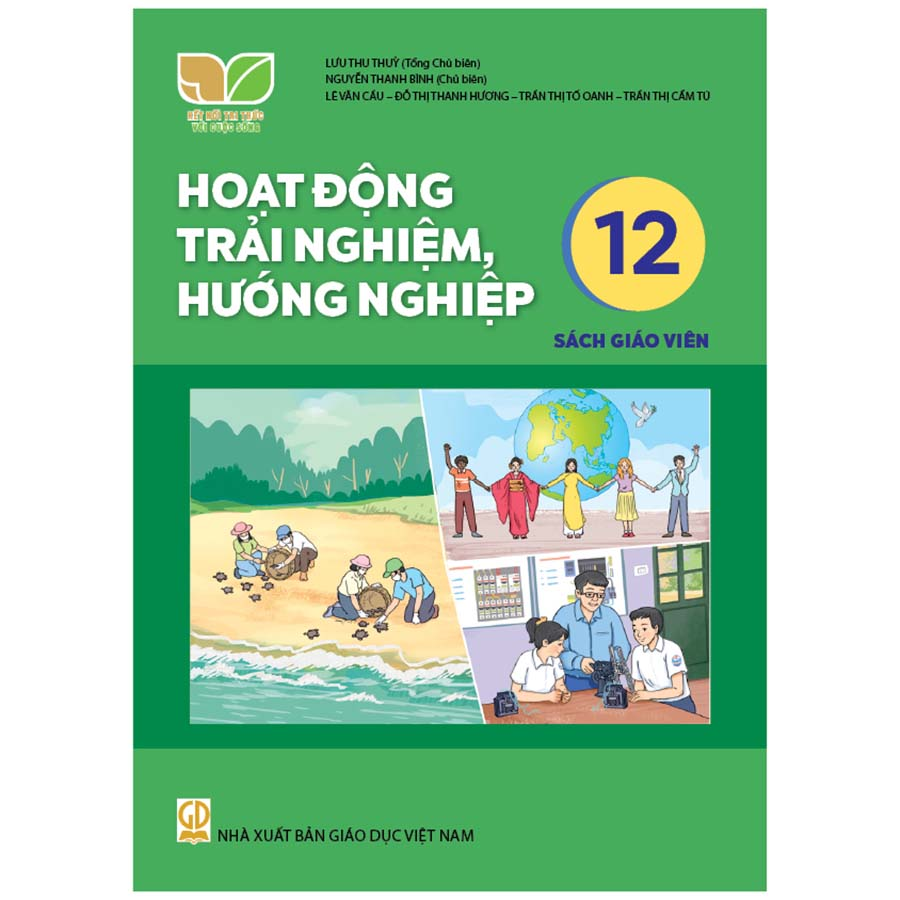 LƯU THU THUỶ (Tổng Chủ biên)
NGUYỄN THANH BÌNH (Chủ biên)
LÊ VĂN CẦU – ĐỖ THỊ THANH HƯƠNG – TRẦN THỊ TỐ OANH – TRẦN THỊ CẨM TÚ
KẾT NỐI TRI THỨC
VỚI CUỘC SỐNG
HOẠT ĐỘNG
TRẢI NGHIỆM,
HƯỚNG NGHIỆP
12
SÁCH GIÁO VIÊN
GD
NHÀ XUẤT BẢN GIÁO DỤC VIỆT NAM